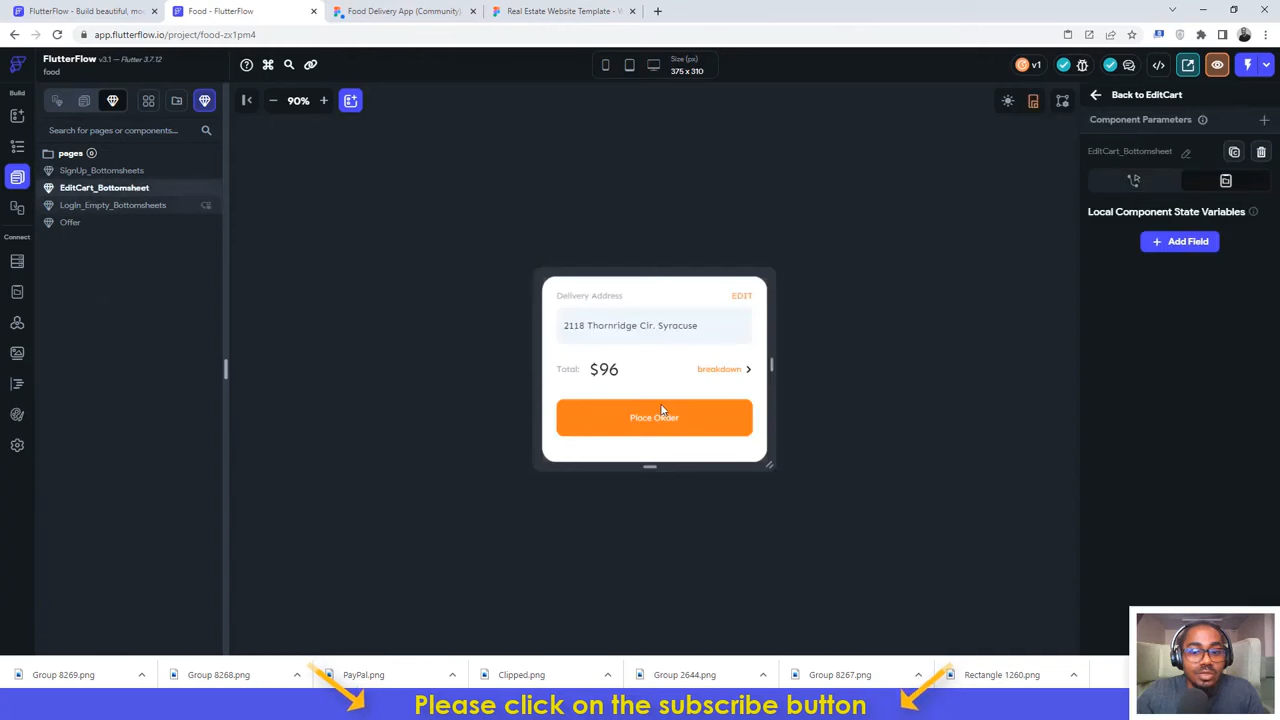 FlutterFlow - Build beautiful, mo
Food - FlutterFlow
Food Delivery App (Community)
Real Estate Website Template - W
app.flutterflow.io/project/food-zx1pm4
FlutterFlow v3.1 — Flutter 3.7.12
food
Size (px)
375 x 310
v1
Build
90%
Back to EditCart
Search for pages or components...
Component Parameters
pages 0
EditCart_Bottomsheet
SignUp_Bottomsheets
EditCart_Bottomsheet
LogIn_Empty_Bottomsheets
Offer
Local Component State Variables
Connect
+ Add Field
Delivery Address EDIT
2118 Thornridge Cir. Syracuse
Total: $96 breakdown
Place Order
Group 8269.png
Group 8268.png
PayPal.png
Clipped.png
Group 2644.png
Group 8267.png
Rectangle 1260.png
Please click on the subscribe button